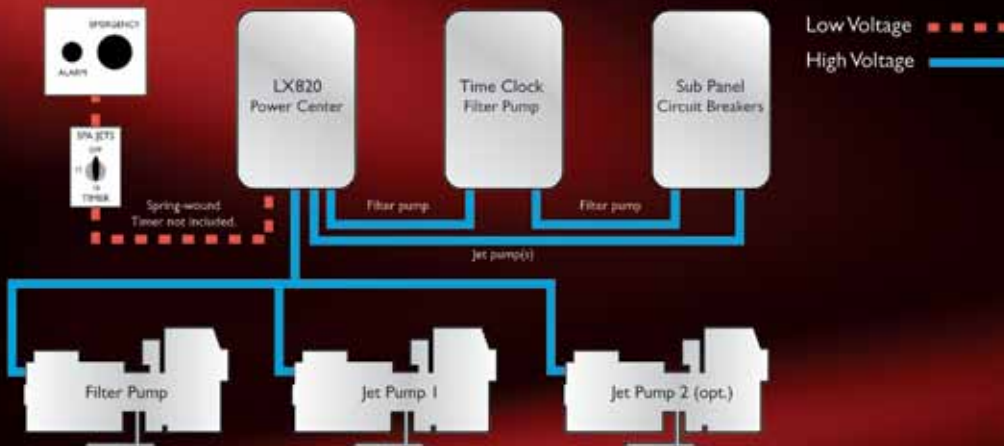 EMERGENCY
ALARM
SPA JETS
OFF
TIMER
Spring-wound
Timer not included.
LX820
Power Center
Time Clock
Filter Pump
Sub Panel
Circuit Breakers
Low Voltage
High Voltage
Filter pump
Filter pump
Jet pump(s)
Filter Pump
Jet Pump 1
Jet Pump 2 (opt.)